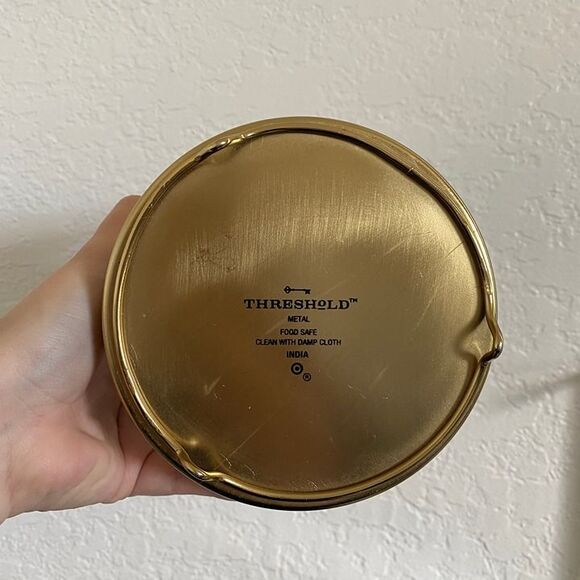 THRESHOLD™
METAL
FOOD SAFE
CLEAN WITH DAMP CLOTH
INDIA
®